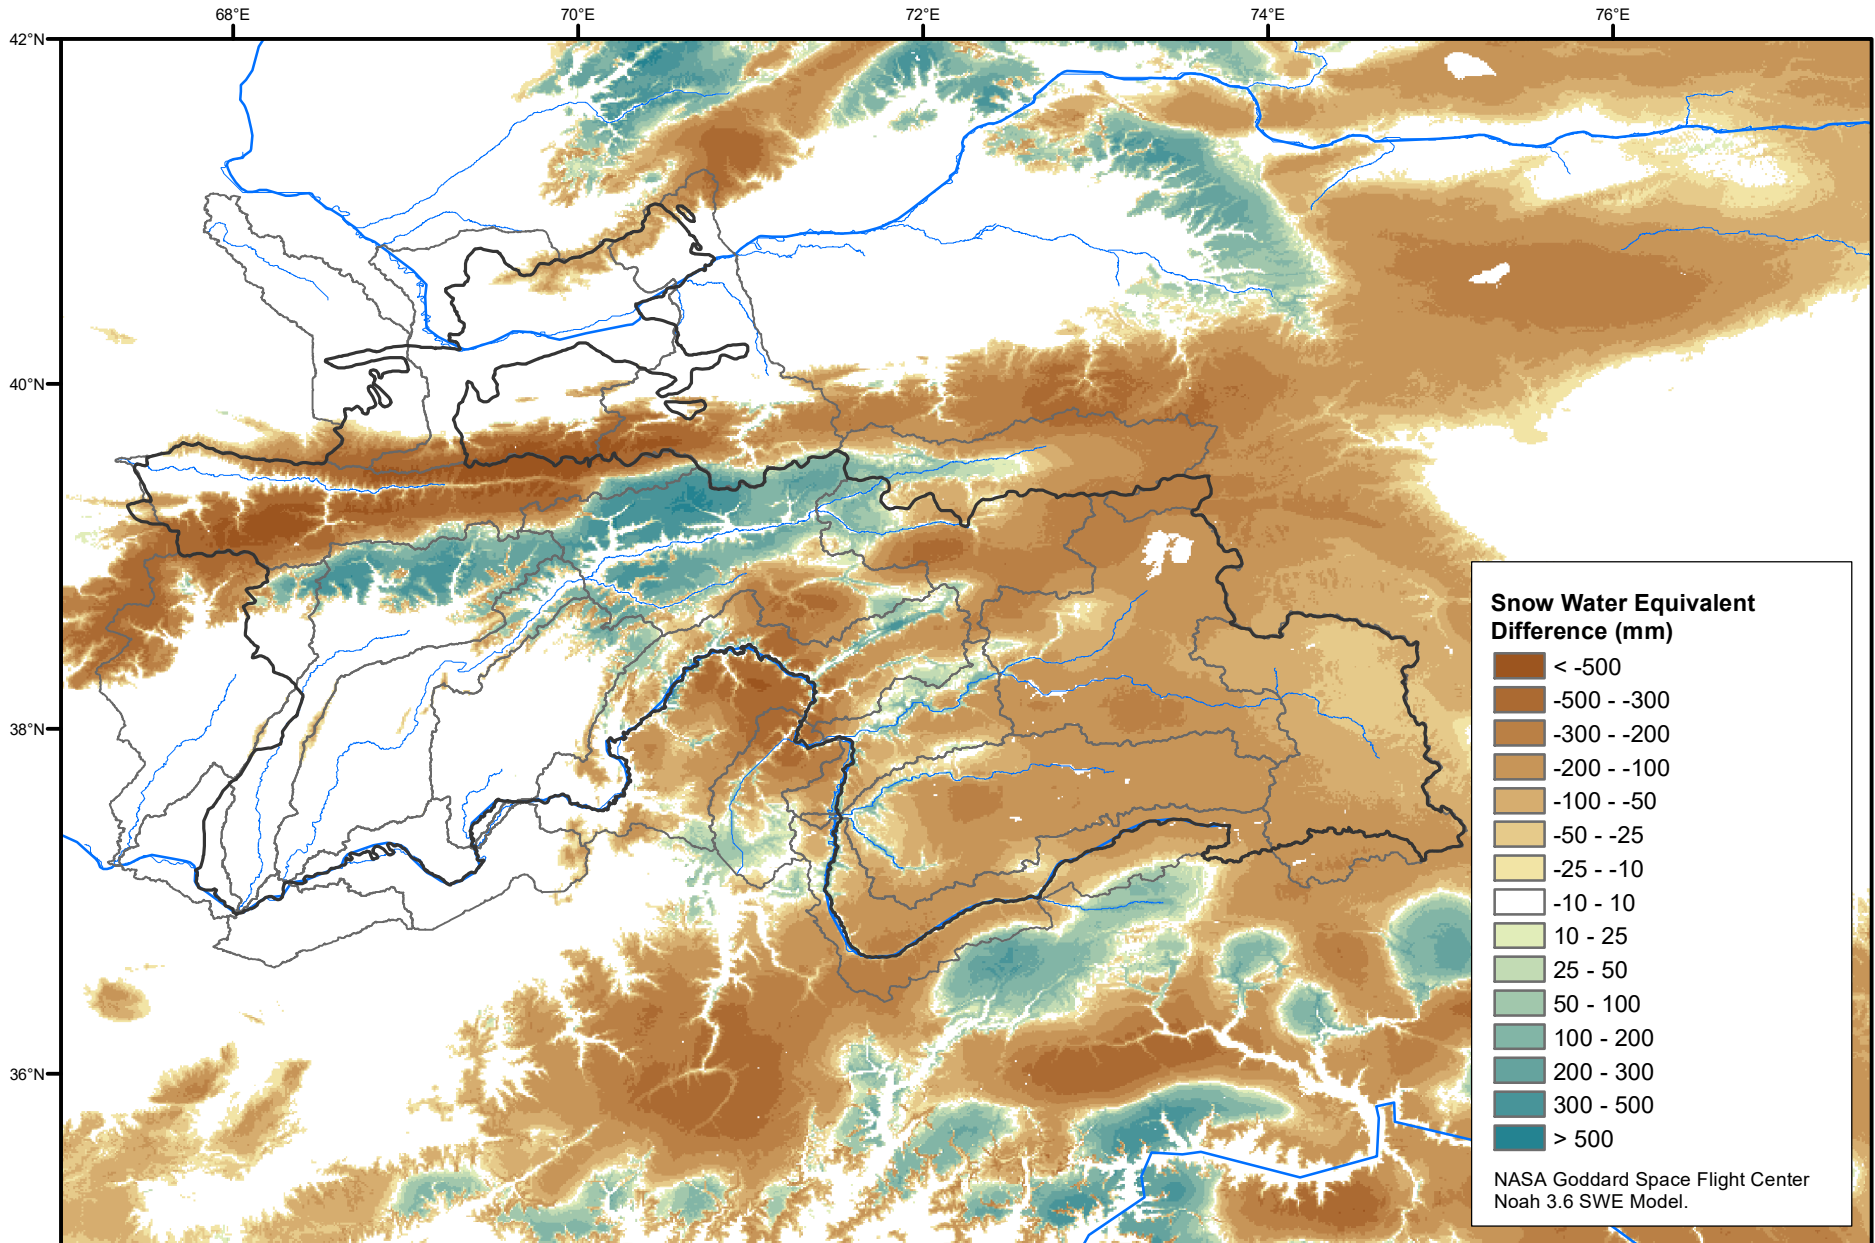 68°E 70°E 72°E 74°E 76°E
42°N
40°N
38°N
36°N
Snow Water Equivalent
Difference (mm)
< -500
-500 - -300
-300 - -200
-200 - -100
-100 - -50
-50 - -25
-25 - -10
-10 - 10
10 - 25
25 - 50
50 - 100
100 - 200
200 - 300
300 - 500
> 500
NASA Goddard Space Flight Center
Noah 3.6 SWE Model.